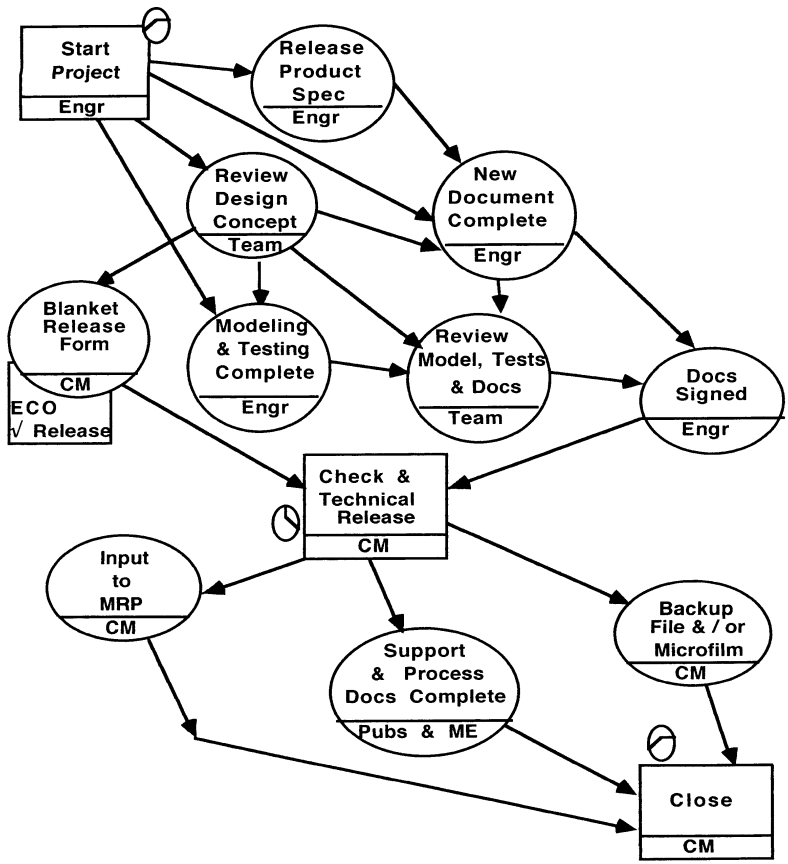 Start
Project
Engr
Release
Product
Spec
Engr
Review
Design
Concept
Team
New
Document
Complete
Engr
Blanket
Release
Form
CM
ECO
√ Release
Modeling
& Testing
Complete
Engr
Review
Model, Tests
& Docs
Team
Docs
Signed
Engr
Check &
Technical
Release
CM
Input
to
MRP
CM
Support
& Process
Docs Complete
Pubs & ME
Backup
File & / or
Microfilm
CM
Close
CM